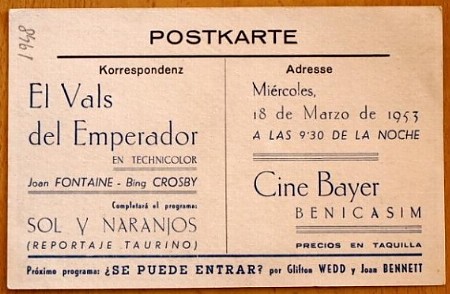 1948
POSTKARTE
Korrespondenz
El Vals
del Emperador
EN TECHNICOLOR
Joan FONTAINE - Bing CROSBY
Completará el programa:
SOL Y NARANJOS
(REPORTAJE TAURINO)
Adresse
Miércoles,
18 de Marzo de 1953
A LAS 9'30 DE LA NOCHE
Cine Bayer
BENICASIM
PRECIOS EN TAQUILLA
Próximo programa: ¿SE PUEDE ENTRAR? por Glifton WEDD y Joan BENNETT